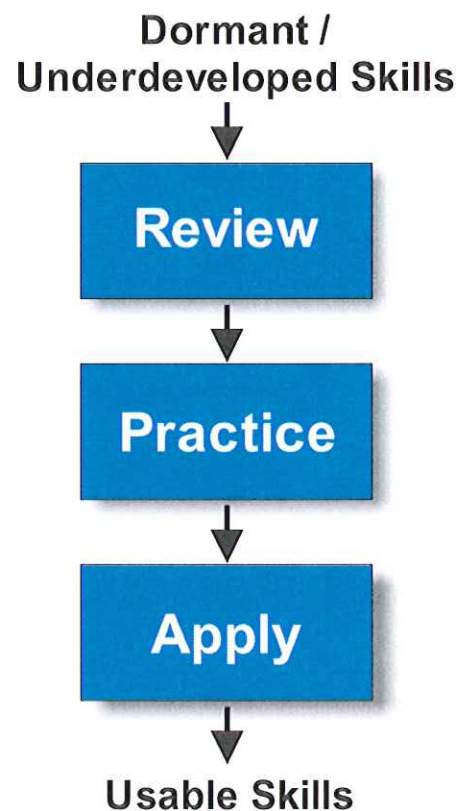 Dormant /
Underdeveloped Skills
Review
Practice
Apply
Usable Skills